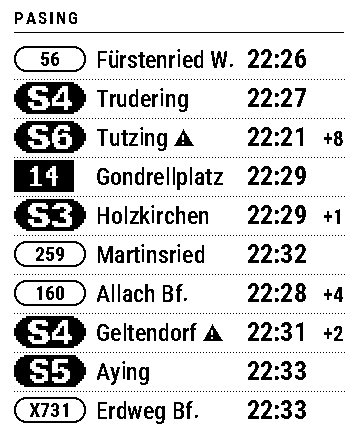 PASING
56 Fürstenried W. 22:26
S4 Trudering 22:27
S6 Tutzing ⚠ 22:21 +8
14 Gondrellplatz 22:29
S3 Holzkirchen 22:29 +1
259 Martinsried 22:32
160 Allach Bf. 22:28 +4
S4 Geltendorf ⚠ 22:31 +2
S5 Aying 22:33
X731 Erdweg Bf. 22:33